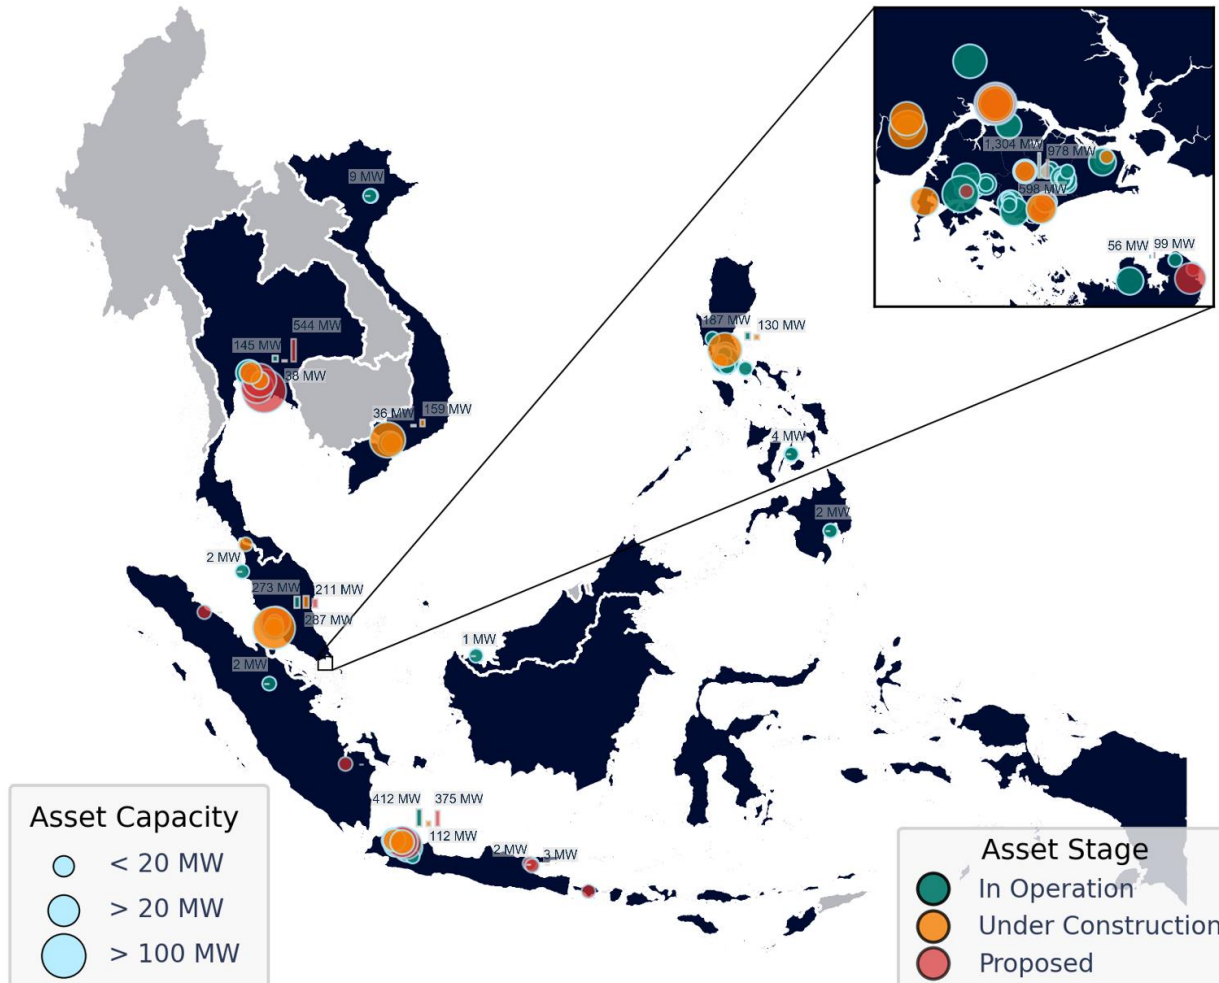 9 MW
1,304 MW
978 MW
598 MW
56 MW
99 MW
544 MW
145 MW
38 MW
187 MW
130 MW
36 MW
159 MW
4 MW
2 MW
2 MW
273 MW
211 MW
287 MW
1 MW
2 MW
412 MW
375 MW
112 MW
2 MW
3 MW
Asset Capacity
< 20 MW
> 20 MW
> 100 MW
Asset Stage
In Operation
Under Construction
Proposed